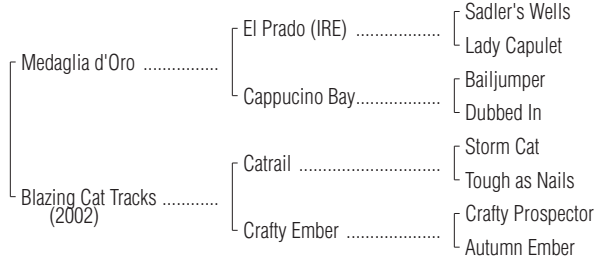 Sadler's Wells
El Prado (IRE) ..................
Lady Capulet
Medaglia d'Oro ................
Bailjumper
Cappucino Bay..................
Dubbed In
Storm Cat
Catrail ..............................
Tough as Nails
Blazing Cat Tracks ............
(2002)
Crafty Prospector
Crafty Ember ....................
Autumn Ember